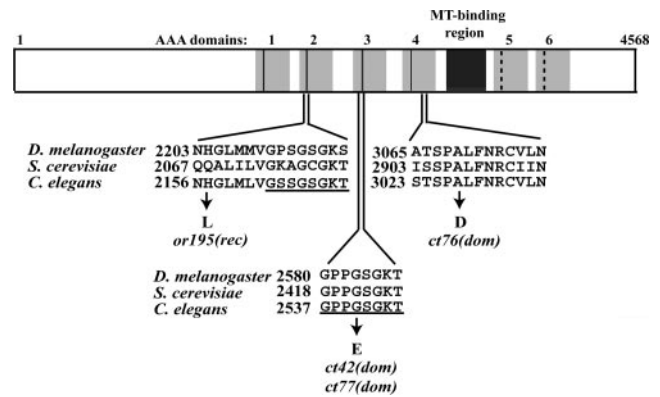 MT-binding
region
1 AAA domains: 1 2 3 4 5 6 4568
D. melanogaster 2203 NHGLMMVGPSGSGKS
S. cerevisiae 2067 QQALILVGKAGCGKT
C. elegans 2156 NHGLMLVGSSGSGKT
L
or195(rec)
3065 ATSPALFNRCVLN
2903 ISSPALFNRCIIN
3023 STSPALFNRCVLN
D
ct76(dom)
D. melanogaster 2580 GPPGSGKT
S. cerevisiae 2418 GPPGSGKT
C. elegans 2537 GPPGSGKT
E
ct42(dom)
ct77(dom)